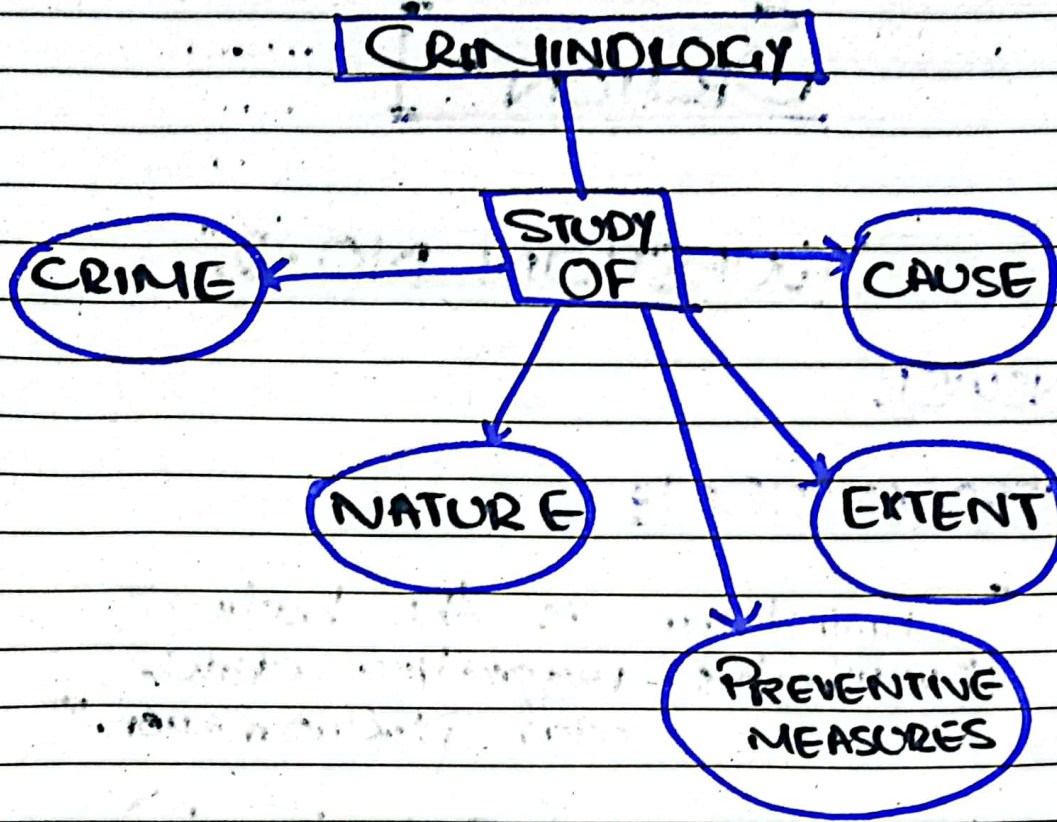 CRIMINOLOGY
STUDY
OF
CRIME
CAUSE
NATURE
EXTENT
PREVENTIVE
MEASURES